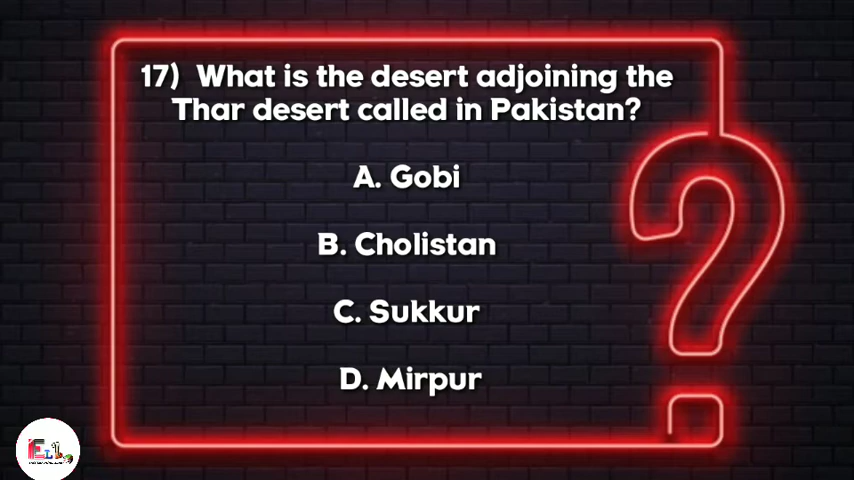 17) What is the desert adjoining the
Thar desert called in Pakistan?
A. Gobi
B. Cholistan
C. Sukkur
D. Mirpur